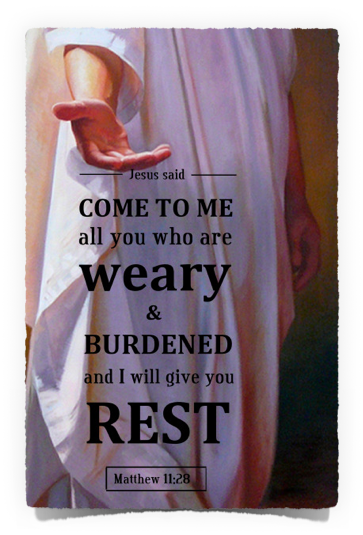 Jesus said
COME TO ME
all you who are
weary
&
BURDENED
and I will give you
REST
Matthew 11:28